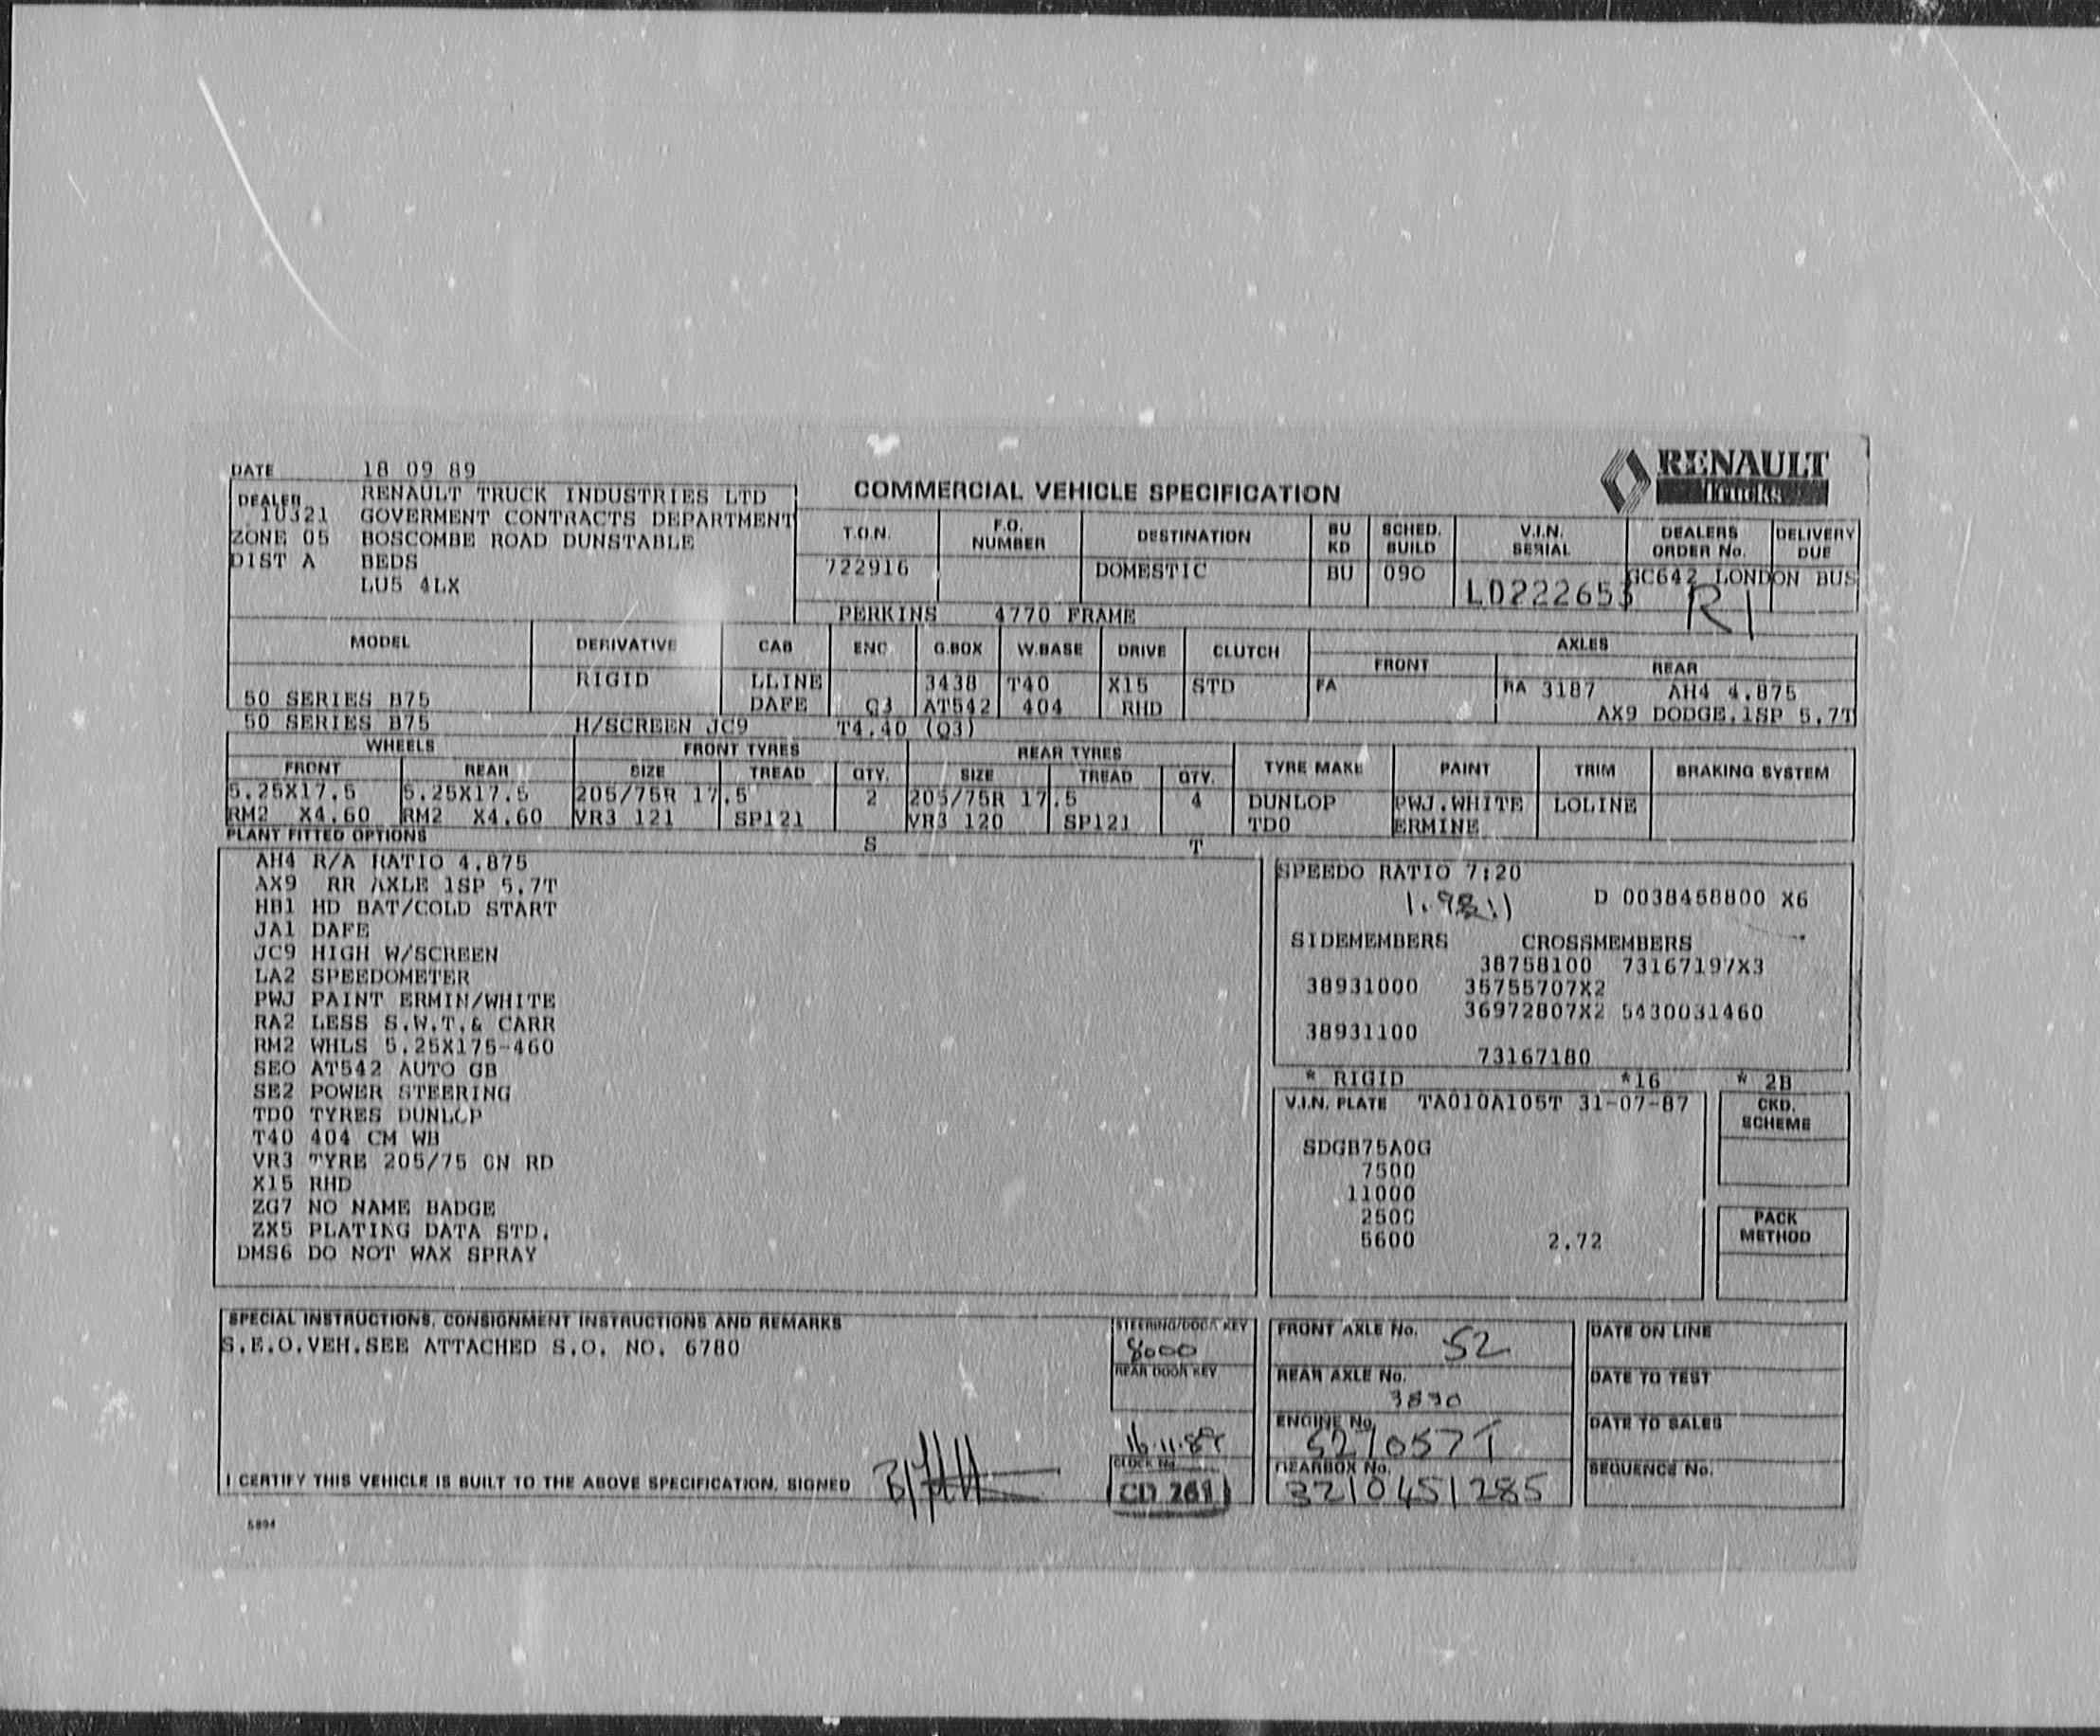 DATE 18 09 89
RENAULT
Trucks
DEALER RENAULT TRUCK INDUSTRIES LTD
10321 GOVERMENT CONTRACTS DEPARTMENT
ZONE 05 BOSCOMBE ROAD DUNSTABLE
DIST A BEDS
LU5 4LX
COMMERCIAL VEHICLE SPECIFICATION
T.O.N. F.O. NUMBER DESTINATION BU KD SCHED. BUILD V.I.N. SERIAL DEALERS ORDER No. DELIVERY DUE
722916 DOMESTIC BU 090 LD222653 GC642 LONDON BUS
R1
PERKINS 4770 FRAME
MODEL DERIVATIVE CAB ENG G.BOX W.BASE DRIVE CLUTCH AXLES
FRONT REAR
RIGID LLINE 3438 T40 X15 STD FA RA 3187 AH4 4.875
50 SERIES B75 DAFE Q3 AT542 404 RHD AX9 DODGE.1SP 5.7T
50 SERIES B75 H/SCREEN JC9 T4.40 (Q3)
WHEELS FRONT TYRES REAR TYRES TYRE MAKE PAINT TRIM BRAKING SYSTEM
FRONT REAR SIZE TREAD QTY. SIZE TREAD QTY.
5.25X17.5 5.25X17.5 205/75R 17.5 2 205/75R 17.5 4 DUNLOP PWJ.WHITE LOLINE
RM2 X4.60 RM2 X4.60 VR3 121 SP121 VR3 120 SP121 TD0 ERMINE
PLANT FITTED OPTIONS S T
AH4 R/A RATIO 4.875
AX9 RR AXLE 1SP 5.7T
HB1 HD BAT/COLD START
JA1 DAFE
JC9 HIGH W/SCREEN
LA2 SPEEDOMETER
PWJ PAINT ERMIN/WHITE
RA2 LESS S.W.T.& CARR
RM2 WHLS 5.25X175-460
SEO AT542 AUTO GB
SE2 POWER STEERING
TD0 TYRES DUNLOP
T40 404 CM WB
VR3 TYRE 205/75 ON RD
X15 RHD
ZG7 NO NAME BADGE
ZX5 PLATING DATA STD.
DMS6 DO NOT WAX SPRAY
SPEEDO RATIO 7:20
D 0038458800 X6
SIDEMEMBERS CROSSMEMBERS
38758100 73167197X3
38931000 35755707X2
36972807X2 5430031460
38931100
73167180
* RIGID *16 * 2B
V.I.N. PLATE TA010A105T 31-07-87
CKD. SCHEME
SDGB75A0G
7500
11000
2500
5600 2.72
PACK METHOD
SPECIAL INSTRUCTIONS, CONSIGNMENT INSTRUCTIONS AND REMARKS
S.E.O.VEH.SEE ATTACHED S.O. NO. 6780
STEERING/DOOR KEY
8000
REAR DOOR KEY
16.11.89
CLOCK No.
CD 269
FRONT AXLE No. 52
REAR AXLE No.
3830
ENGINE No.
GEARBOX No.
3210451285
DATE ON LINE
DATE TO TEST
DATE TO SALES
SEQUENCE No.
I CERTIFY THIS VEHICLE IS BUILT TO THE ABOVE SPECIFICATION. SIGNED
5894